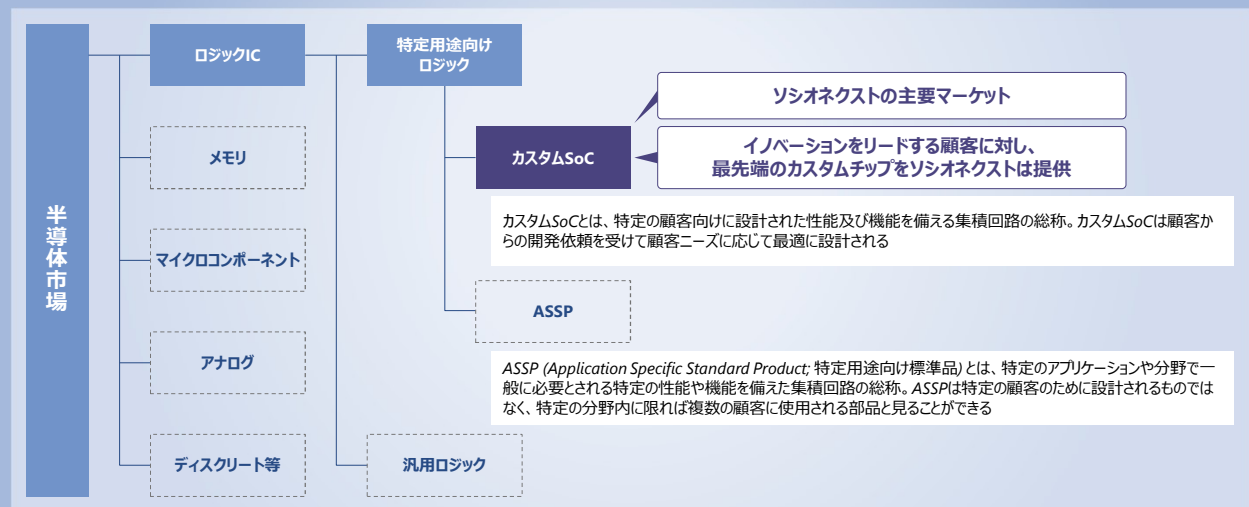 半導体市場
ロジックIC
メモリ
マイクロコンポーネント
アナログ
ディスクリート等
特定用途向け
ロジック
汎用ロジック
カスタムSoC
ソシオネクストの主要マーケット
イノベーションをリードする顧客に対し、
最先端のカスタムチップをソシオネクストは提供
カスタムSoCとは、特定の顧客向けに設計された性能及び機能を備える集積回路の総称。カスタムSoCは顧客か
らの開発依頼を受けて顧客ニーズに応じて最適に設計される
ASSP
ASSP (Application Specific Standard Product; 特定用途向け標準品) とは、特定のアプリケーションや分野で一
般に必要とされる特定の性能や機能を備えた集積回路の総称。ASSPは特定の顧客のために設計されるものでは
なく、特定の分野内に限れば複数の顧客に使用される部品と見ることができる